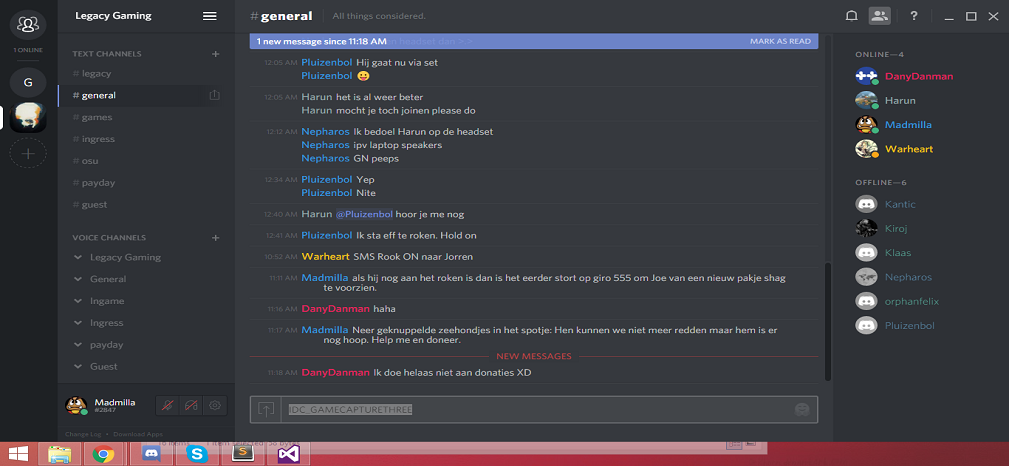 Legacy Gaming
#general
All things considered.
?
1 ONLINE
G
TEXT CHANNELS
# legacy
# general
# games
# ingress
# osu
# payday
# guest
VOICE CHANNELS
Legacy Gaming
General
Ingame
Ingress
payday
Guest
Madmilla
#2847
Change Log • Download Apps
1 new message since 11:18 AM
MARK AS READ
12:05 AM Pluizenbol Hij gaat nu via set
Pluizenbol
12:05 AM Harun het is al weer beter
Harun mocht je toch joinen please do
12:12 AM Nepharos Ik bedoel Harun op de headset
Nepharos ipv laptop speakers
Nepharos GN peeps
12:34 AM Pluizenbol Yep
Pluizenbol Nite
12:40 AM Harun @Pluizenbol hoor je me nog
12:41 AM Pluizenbol Ik sta eff te roken. Hold on
10:52 AM Warheart SMS Rook ON naar Jorren
11:11 AM Madmilla als hij nog aan het roken is dan is het eerder stort op giro 555 om Joe van een nieuw pakje shag
te voorzien.
11:16 AM DanyDanman haha
11:17 AM Madmilla Neer geknuppelde zeehondjes in het spotje: Hen kunnen we niet meer redden maar hem is er
nog hoop. Help me en doneer.
NEW MESSAGES
11:18 AM DanyDanman Ik doe helaas niet aan donaties XD
IDC_GAMECAPTURETHREE
ONLINE—4
DanyDanman
Harun
Madmilla
Warheart
OFFLINE—6
Kantic
Kiroj
Klaas
Nepharos
orphanfelix
Pluizenbol
S
S